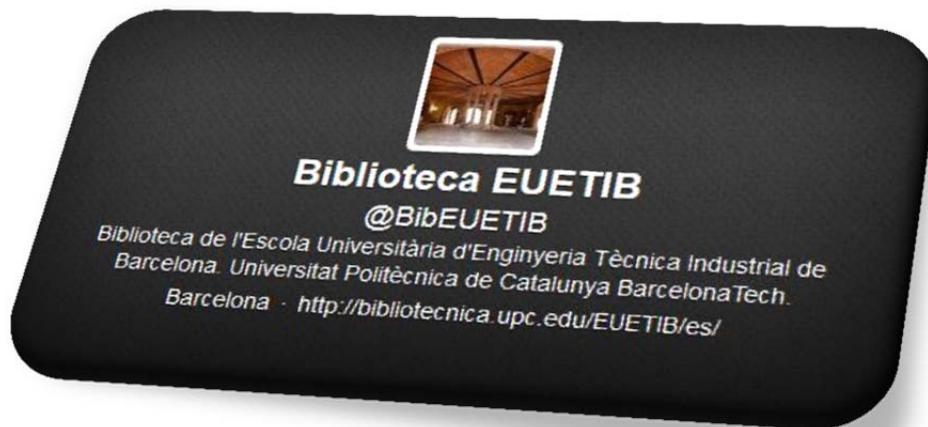 Biblioteca EUETIB
@BibEUETIB
Biblioteca de l'Escola Universitària d'Enginyeria Tècnica Industrial de
Barcelona. Universitat Politècnica de Catalunya BarcelonaTech.
Barcelona · http://bibliotecnica.upc.edu/EUETIB/es/